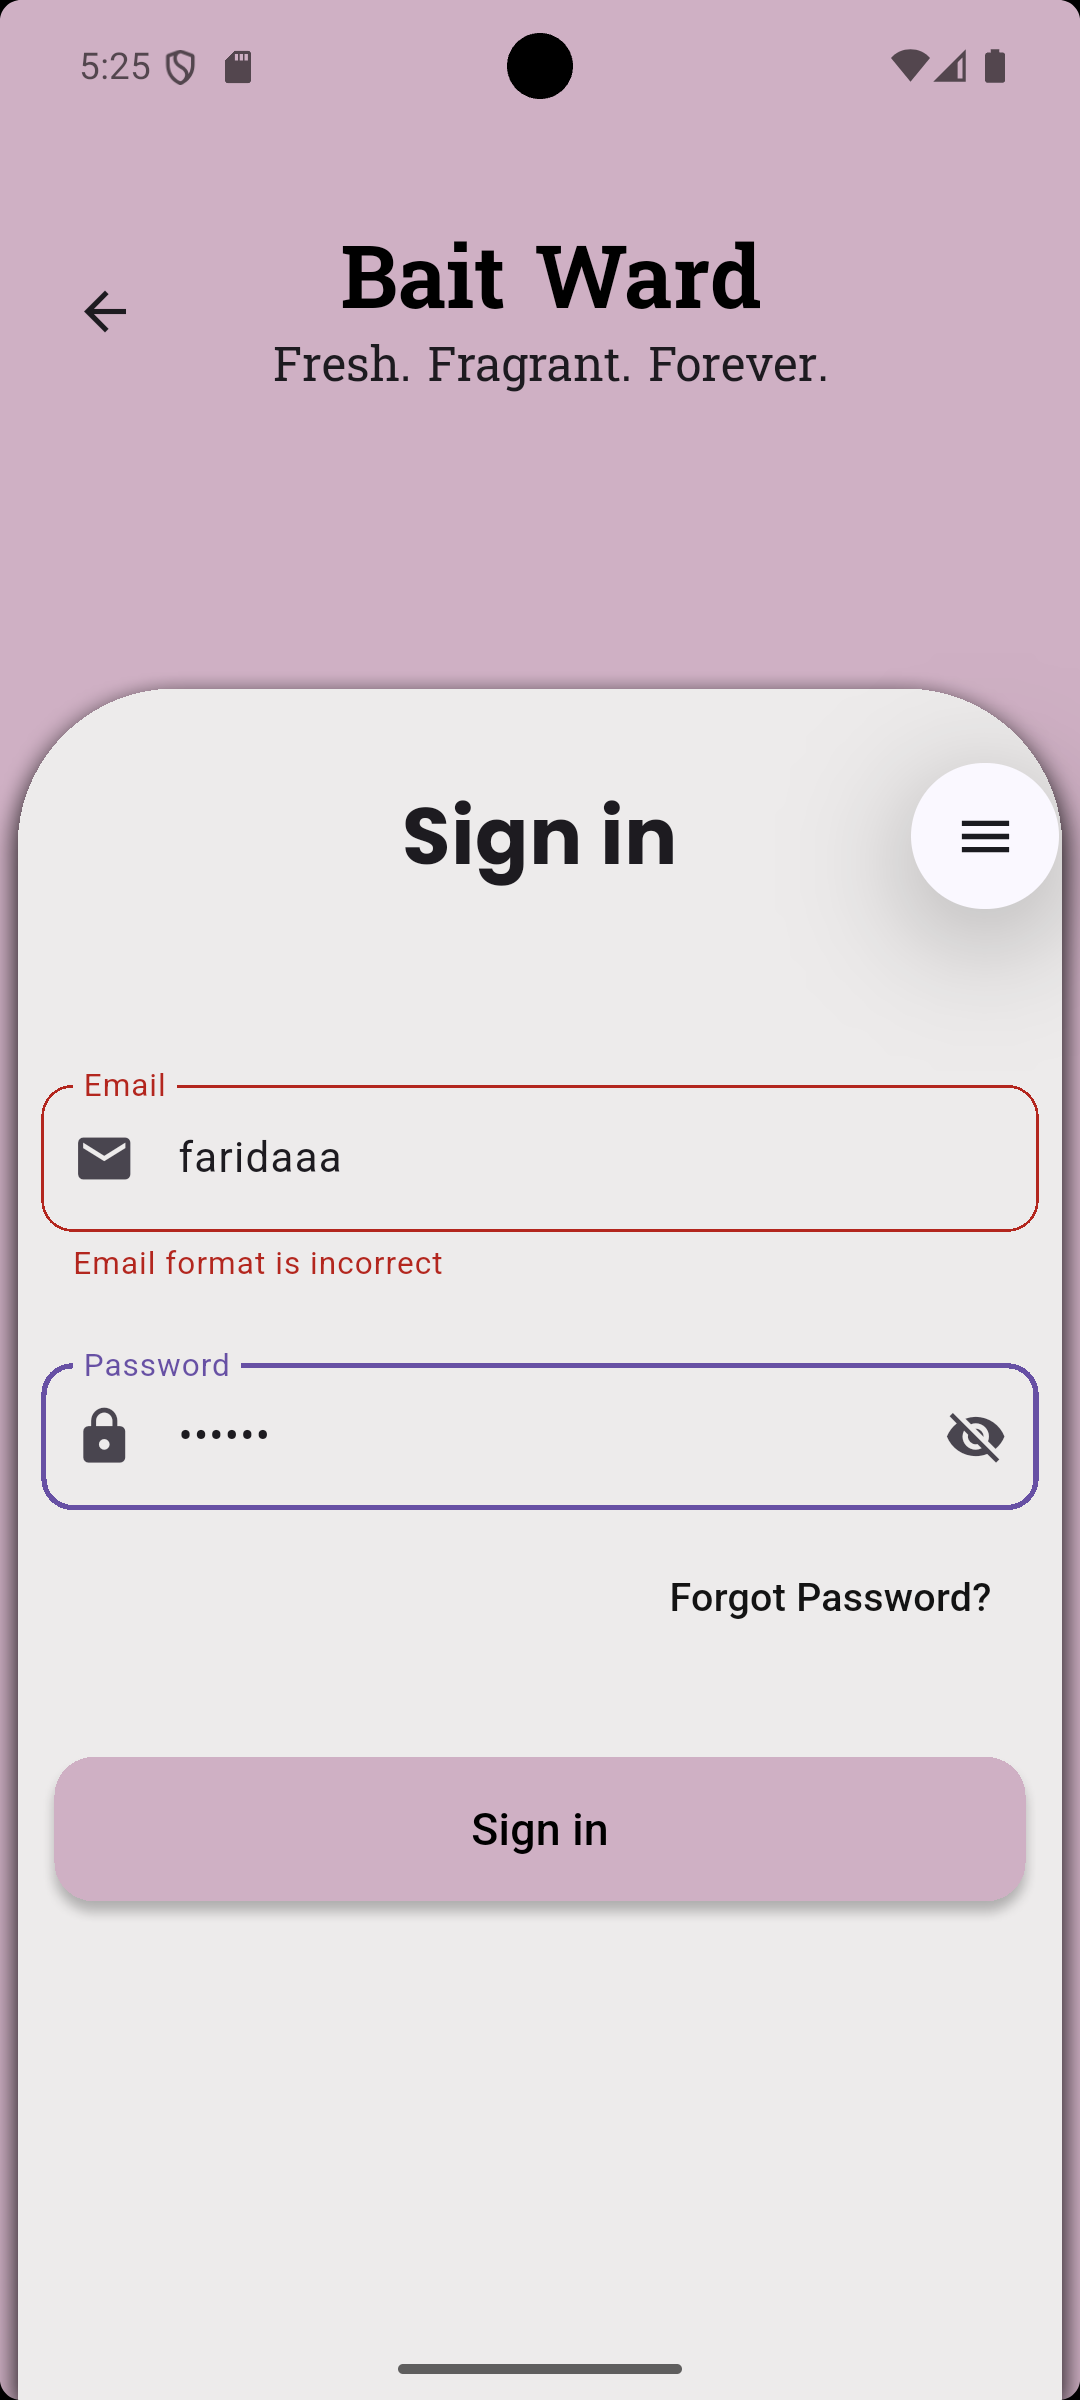 5:25
Bait Ward
Fresh. Fragrant. Forever.
Sign in
Email
faridaaa
Email format is incorrect
Password
••••••
Forgot Password?
Sign in